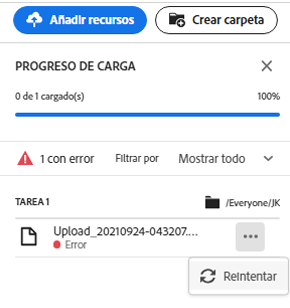 Añadir recursos Crear carpeta
PROGRESO DE CARGA
0 de 1 cargado(s) 100%
1 con error Filtrar por Mostrar todo
TAREA 1 /Everyone/JK
Upload_20210924-043207....
Error
Reintentar